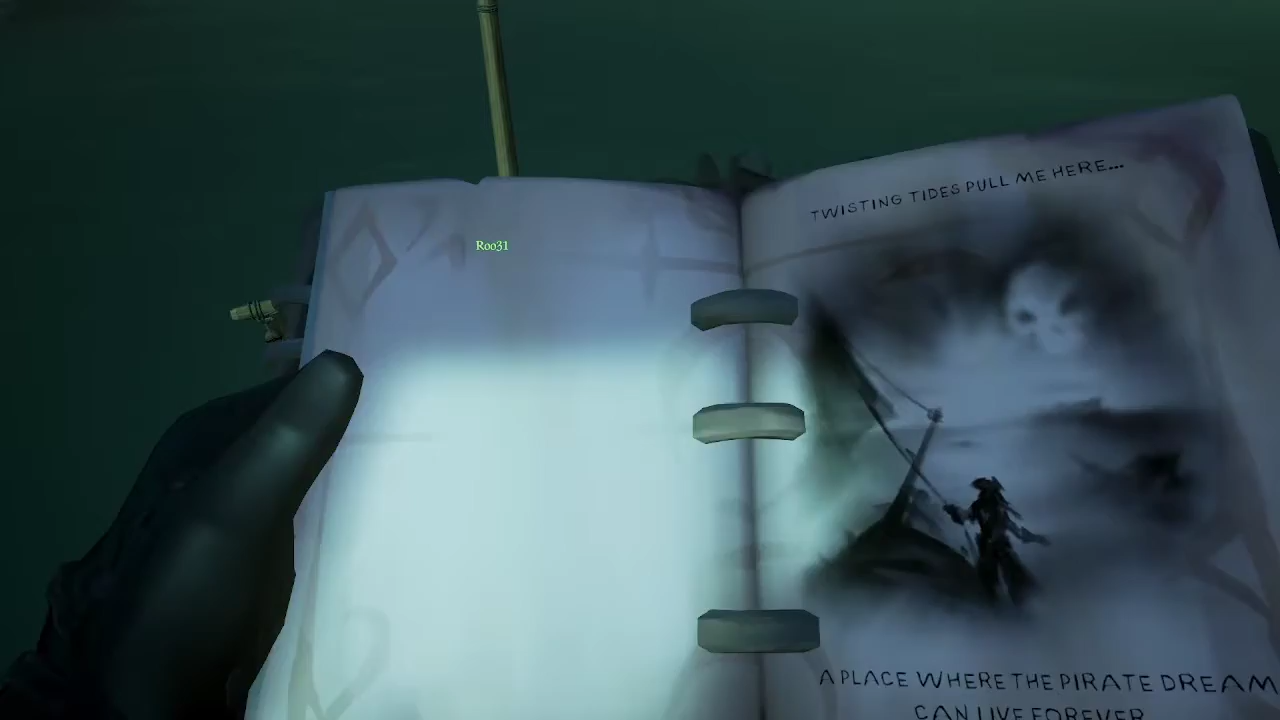 Roo31
TWISTING TIDES PULL ME HERE...
A PLACE WHERE THE PIRATE DREAM
CAN LIVE FOREVER